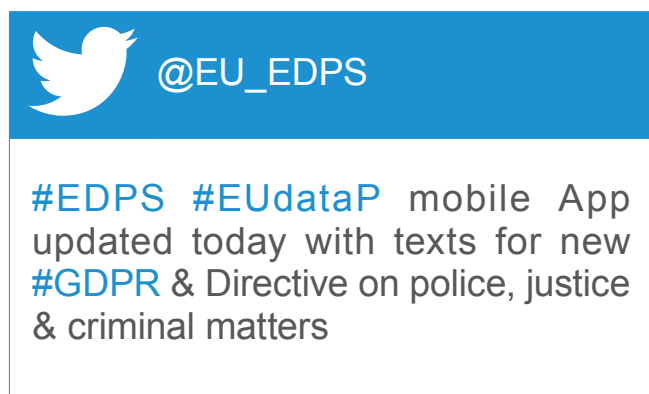 @EU_EDPS
#EDPS #EUdataP mobile App
updated today with texts for new
#GDPR & Directive on police, justice
& criminal matters